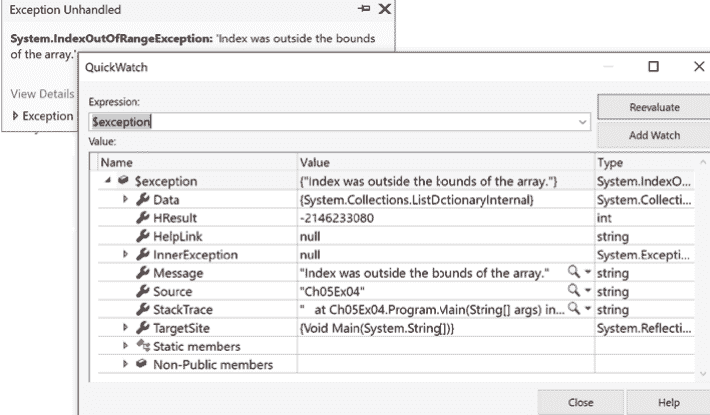 Exception Unhandled
System.IndexOutOfRangeException: 'Index was outside the bounds
of the array.'
View Details
Exception
QuickWatch
Expression:
$exception
Reevaluate
Add Watch
Value:
Name Value Type
$exception {"Index was outside the bounds of the array."} System.IndexO...
Data {System.Collections.ListDctionaryInternal} System.Collecti...
HResult -2146233080 int
HelpLink null string
InnerException null System.Excepti...
Message "Index was outside the bounds of the array." string
Source "Ch05Ex04" string
StackTrace " at Ch05Ex04.Program.Main(String[] args) in... string
TargetSite {Void Main(System.String[])} System.Reflecti...
Static members
Non-Public members
Close Help